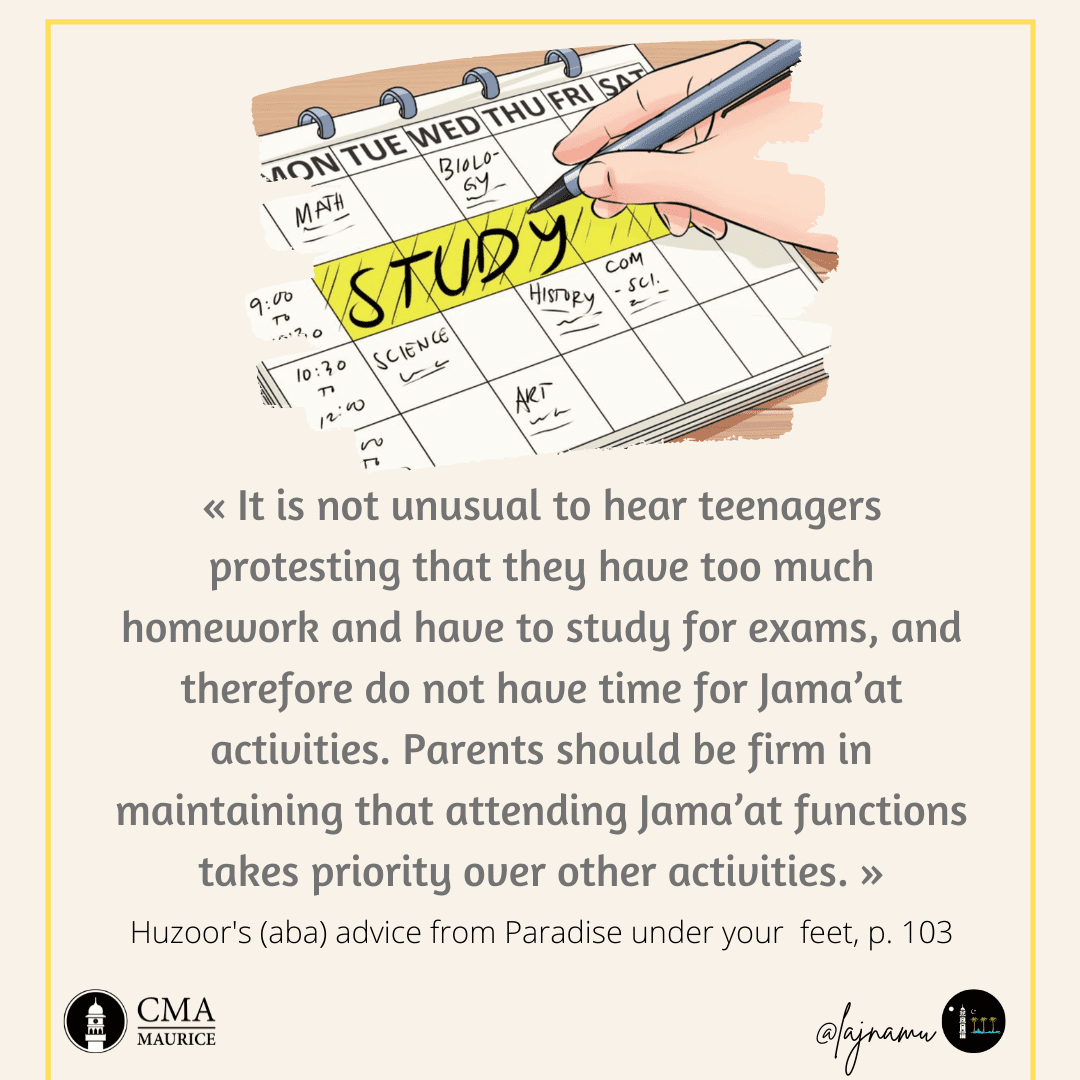 MON TUE WED THU FRI SAT
BIOLO-
GY
MATH
STUDY
9:00
TO
10:30
COM
- SCI.
HISTORY
SCIENCE
10:30
TO
12:00
ART
« It is not unusual to hear teenagers
protesting that they have too much
homework and have to study for exams, and
therefore do not have time for Jama’at
activities. Parents should be firm in
maintaining that attending Jama’at functions
takes priority over other activities. »
Huzoor's (aba) advice from Paradise under your feet, p. 103
CMA
MAURICE
@lajnamu